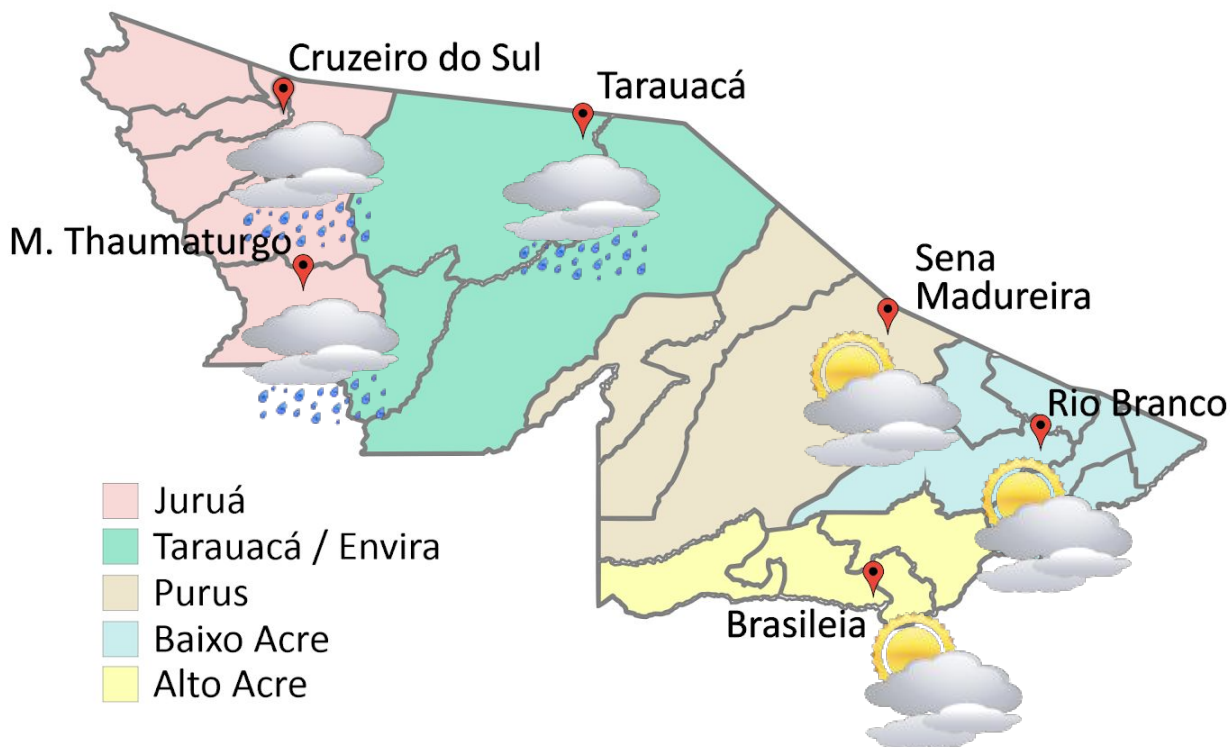 Cruzeiro do Sul
Tarauacá
M. Thaumaturgo
Sena
Madureira
Rio Branco
Brasileia
Juruá
Tarauacá / Envira
Purus
Baixo Acre
Alto Acre